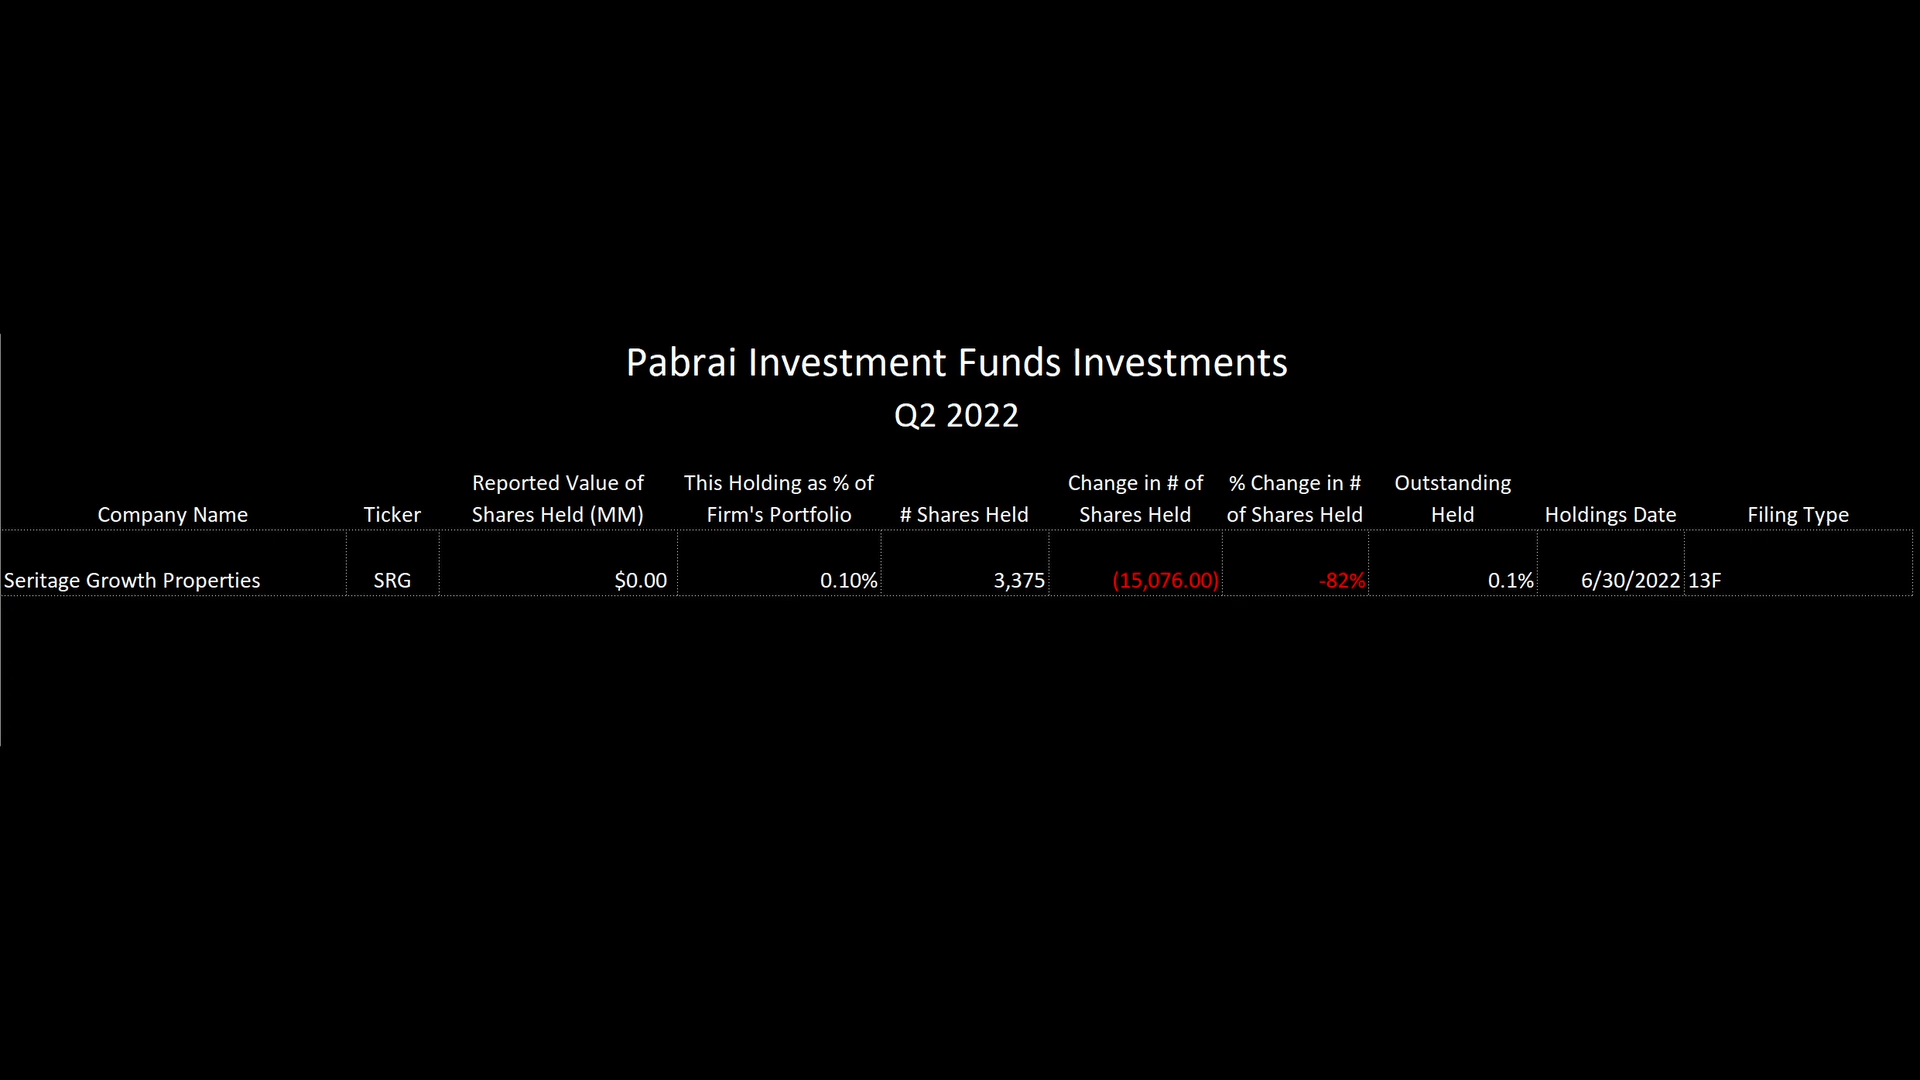 Pabrai Investment Funds Investments
Q2 2022
Reported Value of This Holding as % of Change in # of % Change in # Outstanding
Company Name Ticker Shares Held (MM) Firm's Portfolio # Shares Held Shares Held of Shares Held Held Holdings Date Filing Type
Seritage Growth Properties SRG $0.00 0.10% 3,375 (15,076.00) -82% 0.1% 6/30/2022 13F